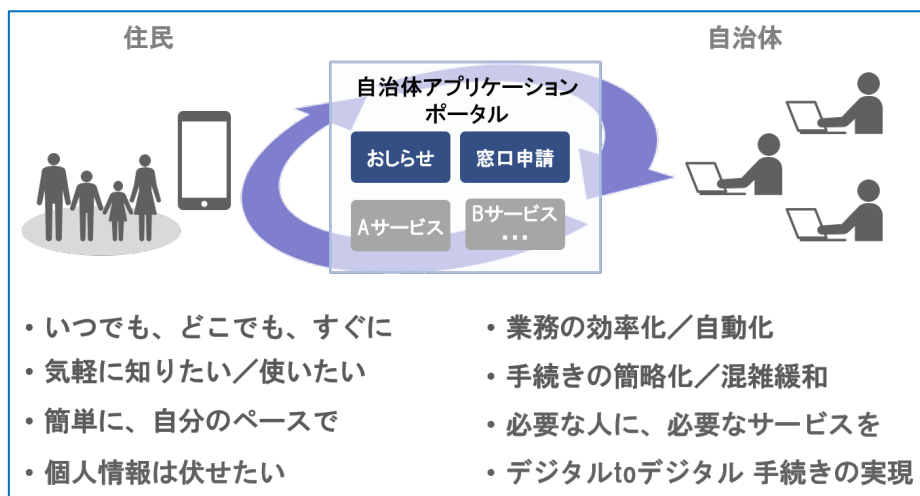 住民
自治体
自治体アプリケーション
ポータル
おしらせ
窓口申請
Aサービス
Bサービス
...
・いつでも、どこでも、すぐに
・気軽に知りたい／使いたい
・簡単に、自分のペースで
・個人情報は伏せたい
・業務の効率化／自動化
・手続きの簡略化／混雑緩和
・必要な人に、必要なサービスを
・デジタルtoデジタル 手続きの実現